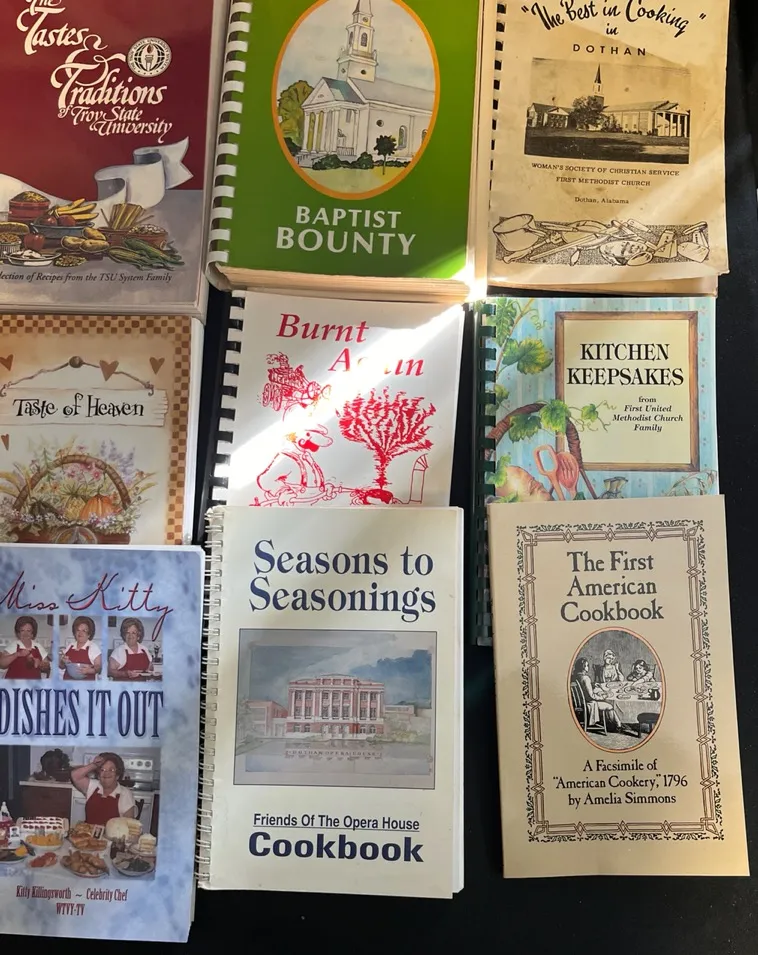 The
Tastes &
Traditions
of Troy State
University
lection of Recipes from the TSU System Family
BAPTIST
BOUNTY
"The Best in Cooking"
in
DOTHAN
WOMAN'S SOCIETY OF CHRISTIAN SERVICE
FIRST METHODIST CHURCH
Dothan, Alabama
Taste of Heaven
Burnt
Again
KITCHEN
KEEPSAKES
from
First United
Methodist Church
Family
Miss Kitty
DISHES IT OUT
Kitty Killingsworth ~ Celebrity Chef
WTVY-TV
Seasons to
Seasonings
DOTHAN OPERA HOUSE
Friends Of The Opera House
Cookbook
The First
American
Cookbook
A Facsimile of
"American Cookery," 1796
by Amelia Simmons